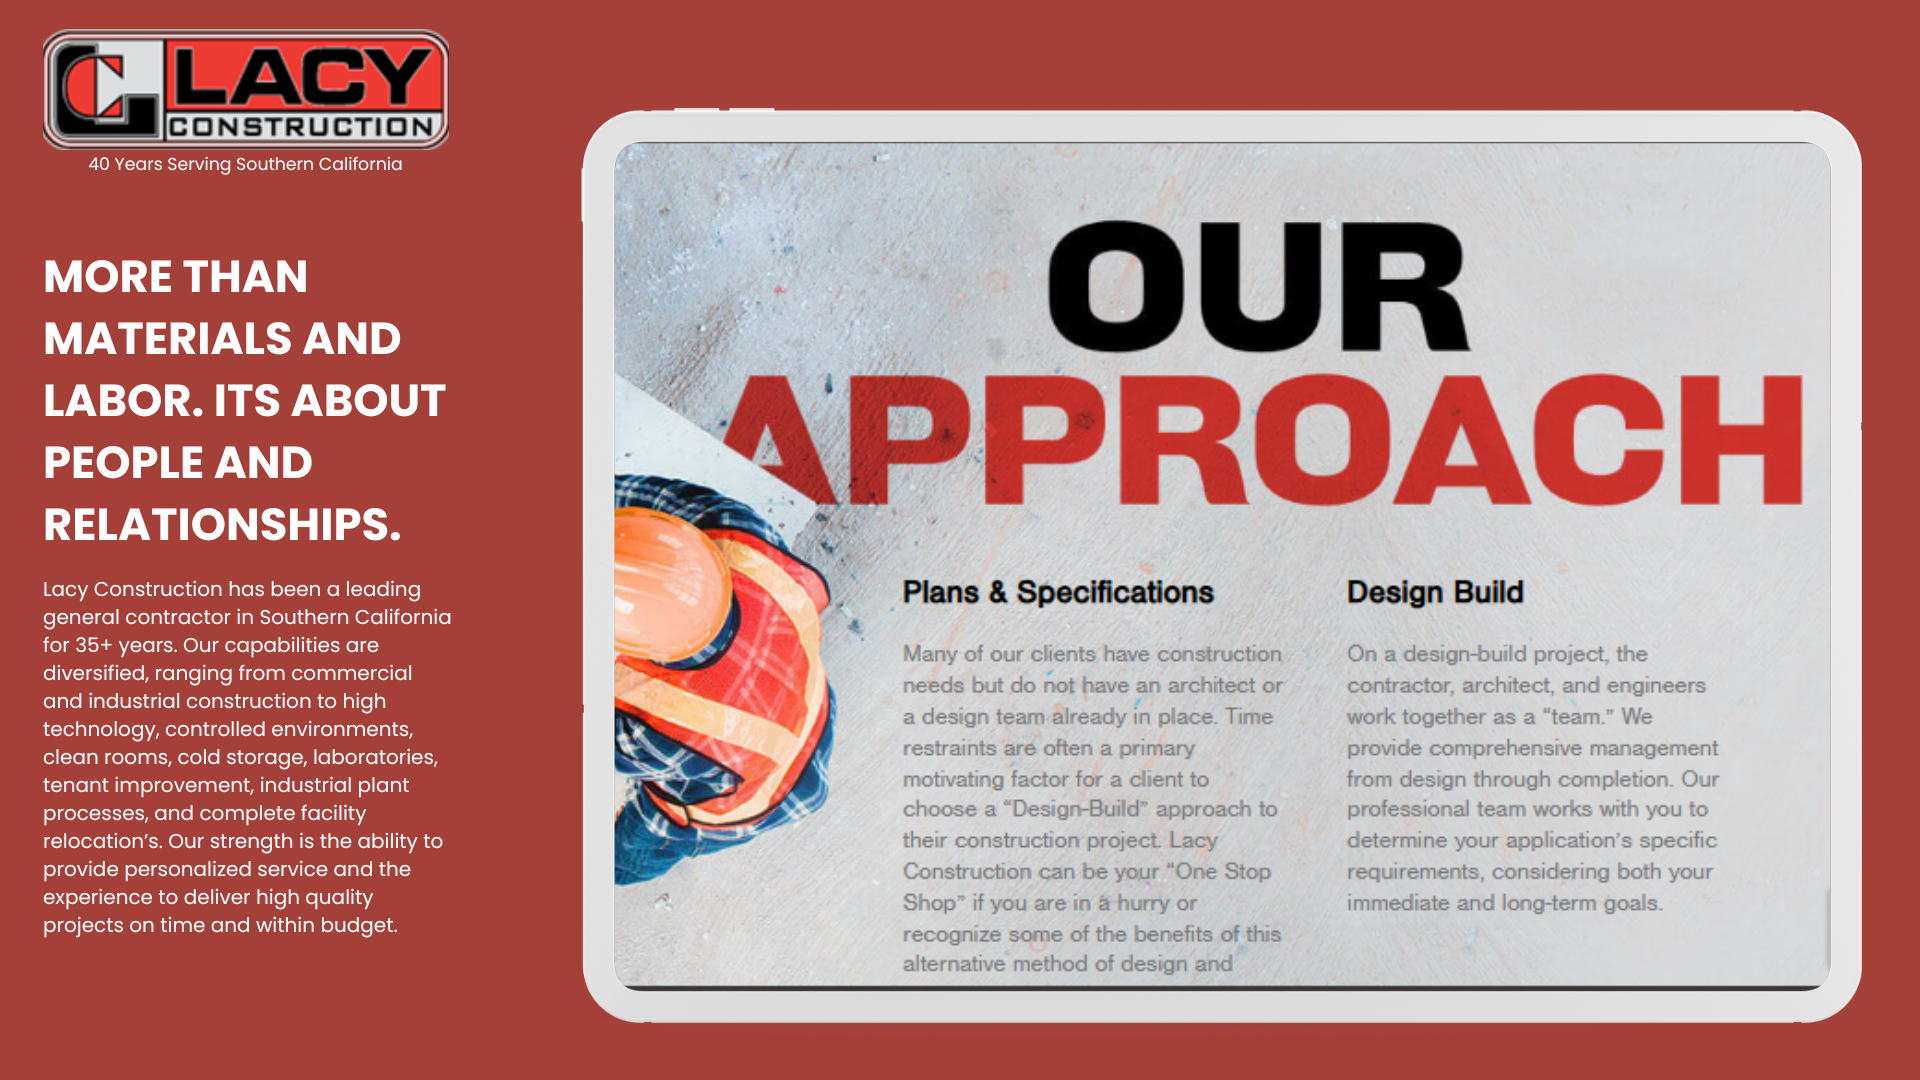 LACY
CONSTRUCTION
40 Years Serving Southern California
MORE THAN
MATERIALS AND
LABOR. ITS ABOUT
PEOPLE AND
RELATIONSHIPS.
Lacy Construction has been a leading
general contractor in Southern California
for 35+ years. Our capabilities are
diversified, ranging from commercial
and industrial construction to high
technology, controlled environments,
clean rooms, cold storage, laboratories,
tenant improvement, industrial plant
processes, and complete facility
relocation’s. Our strength is the ability to
provide personalized service and the
experience to deliver high quality
projects on time and within budget.
OUR
APPROACH
Plans & Specifications
Many of our clients have construction
needs but do not have an architect or
a design team already in place. Time
restraints are often a primary
motivating factor for a client to
choose a “Design-Build” approach to
their construction project. Lacy
Construction can be your “One Stop
Shop” if you are in a hurry or
recognize some of the benefits of this
alternative method of design and
Design Build
On a design-build project, the
contractor, architect, and engineers
work together as a “team.” We
provide comprehensive management
from design through completion. Our
professional team works with you to
determine your application’s specific
requirements, considering both your
immediate and long-term goals.